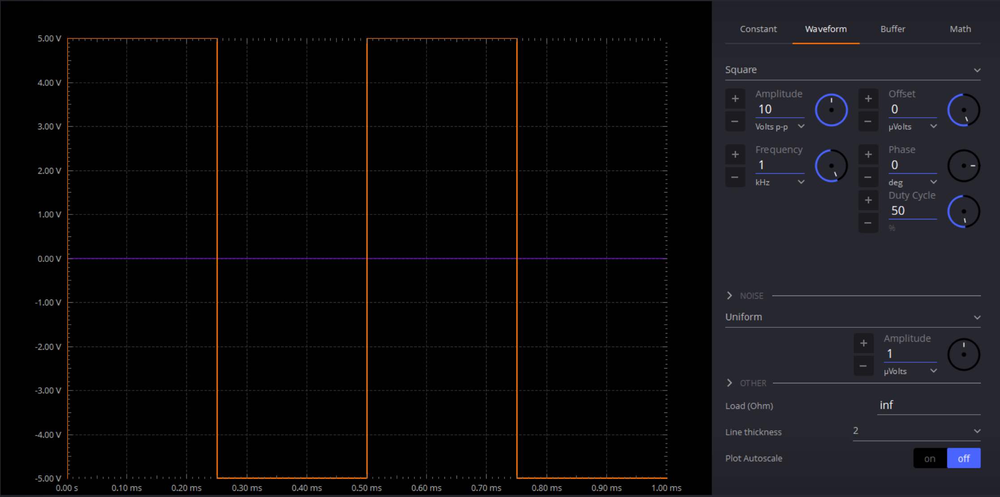 5.00 V
4.00 V
3.00 V
2.00 V
1.00 V
0.00 V
-1.00 V
-2.00 V
-3.00 V
-4.00 V
-5.00 V
0.00 s 0.10 ms 0.20 ms 0.30 ms 0.40 ms 0.50 ms 0.60 ms 0.70 ms 0.80 ms 0.90 ms 1.00 ms
Constant Waveform Buffer Math
Square
+ Amplitude + Offset
10 0
− Volts p-p − µVolts
+ Frequency + Phase
1 0
− kHz − deg
+ Duty Cycle
50
− %
NOISE
Uniform
+ Amplitude
1
− µVolts
OTHER
Load (Ohm) inf
Line thickness 2
Plot Autoscale on off